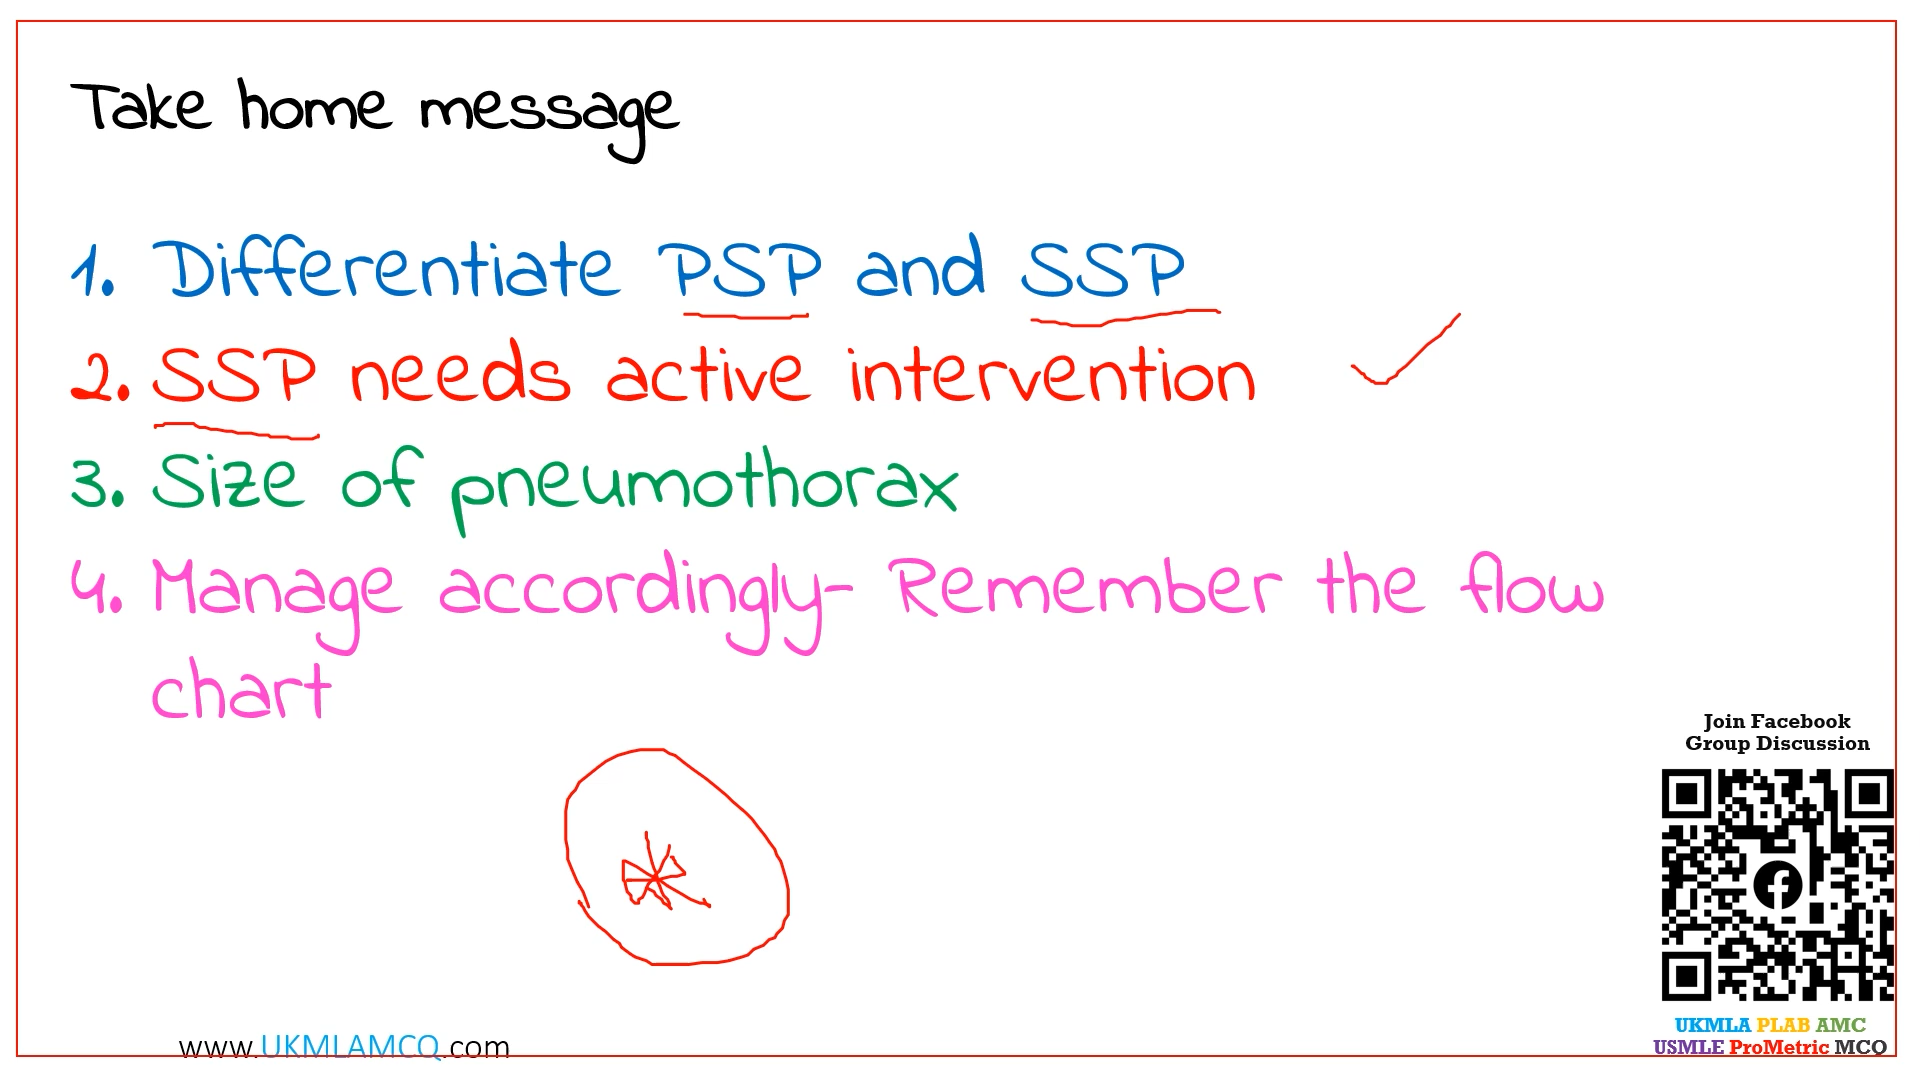 Take home message
1. Differentiate PSP and SSP
2. SSP needs active intervention
3. Size of pneumothorax
4. Manage accordingly- Remember the flow
chart
Join Facebook
Group Discussion
UKMLA PLAB AMC
USMLE ProMetric MCQ
www.UKMLAMCQ.com